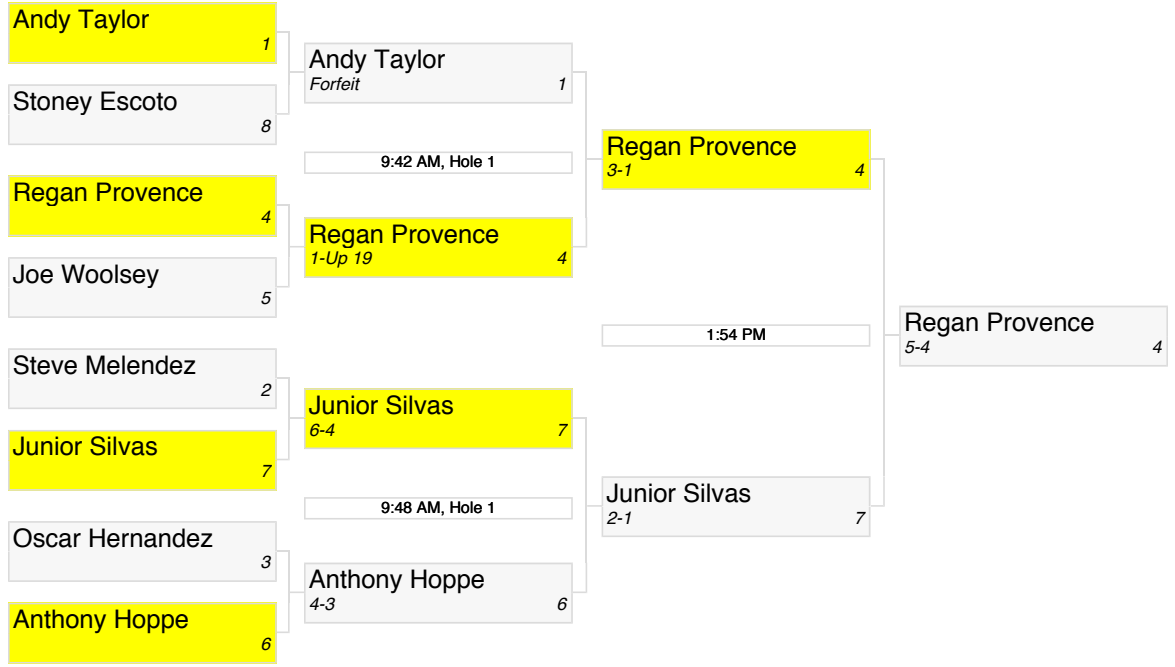 Andy Taylor
1
Stoney Escoto
8
Regan Provence
4
Joe Woolsey
5
Steve Melendez
2
Junior Silvas
7
Oscar Hernandez
3
Anthony Hoppe
6
Andy Taylor
Forfeit 1
9:42 AM, Hole 1
Regan Provence
1-Up 19 4
Junior Silvas
6-4 7
9:48 AM, Hole 1
Anthony Hoppe
4-3 6
Regan Provence
3-1 4
1:54 PM
Junior Silvas
2-1 7
Regan Provence
5-4 4